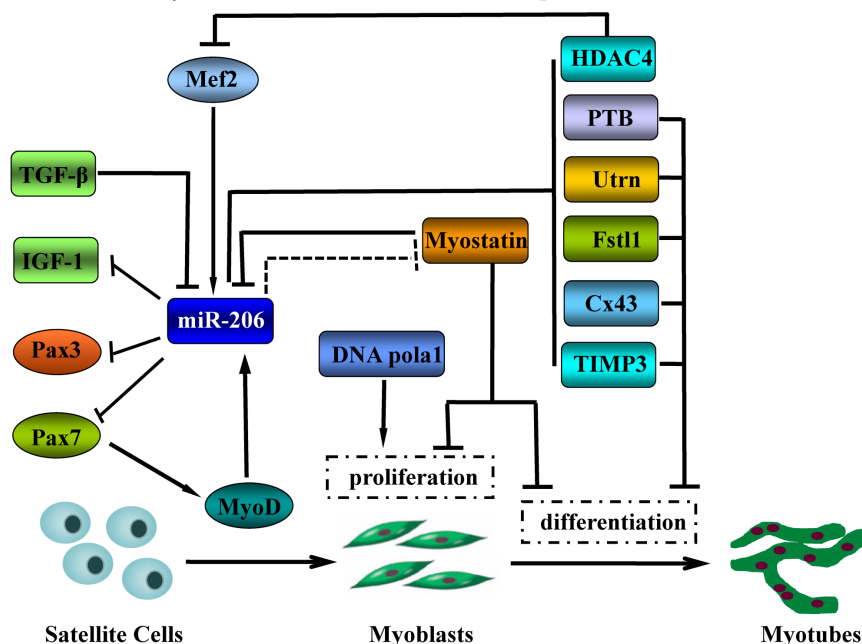 HDAC4
Mef2
PTB
TGF-β
Utrn
Myostatin
Fstl1
IGF-1
miR-206
Cx43
Pax3
DNA pola1
TIMP3
Pax7
proliferation
MyoD
differentiation
Satellite Cells
Myoblasts
Myotubes